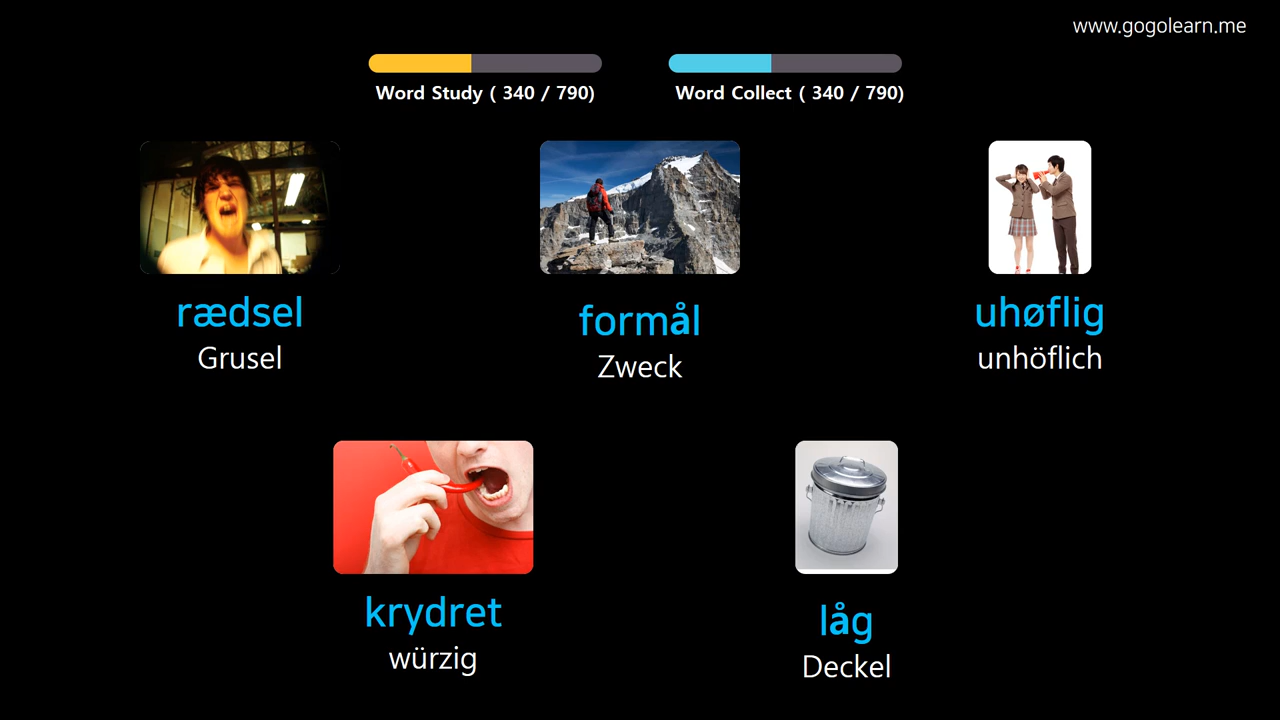 www.gogolearn.me
Word Study ( 340 / 790)
Word Collect ( 340 / 790)
rædsel
Grusel
formål
Zweck
uhøflig
unhöflich
krydret
würzig
låg
Deckel